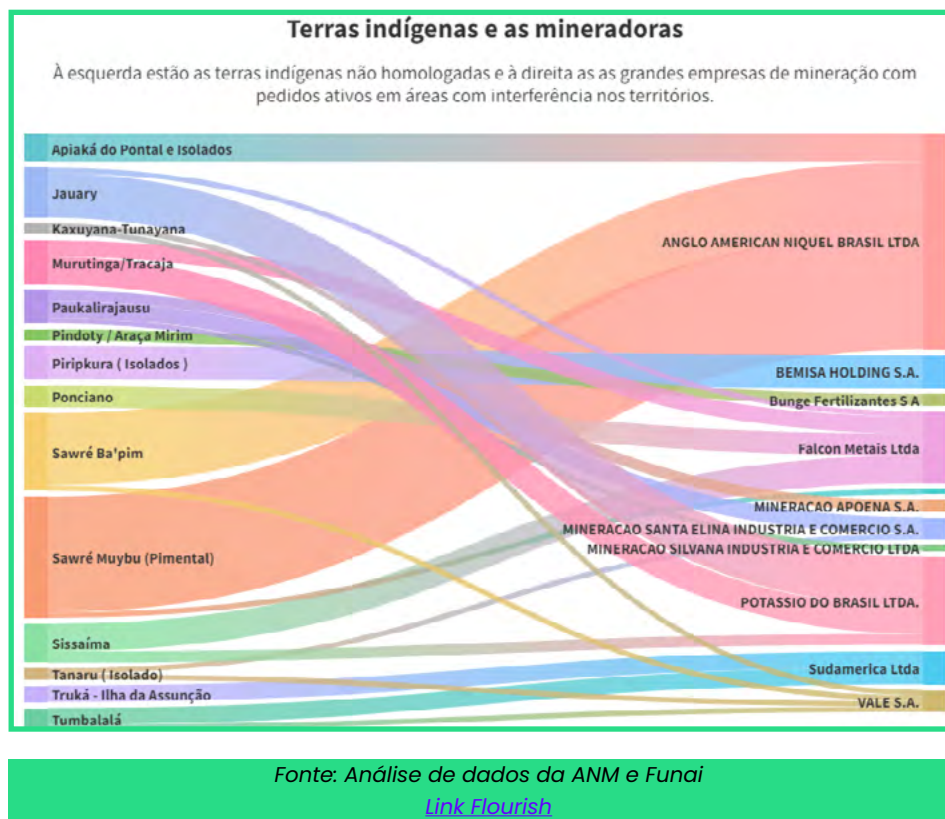 Terras indígenas e as mineradoras
À esquerda estão as terras indígenas não homologadas e à direita as as grandes empresas de mineração com
pedidos ativos em áreas com interferência nos territórios.
Apiaká do Pontal e Isolados
Jauary
Kaxuyana-Tunayana
Murutinga/Tracaja
Paukalirajausu
Pindoty / Araça Mirim
Piripkura ( Isolados )
Ponciano
Sawré Ba'pim
Sawré Muybu (Pimental)
Sissaíma
Tanaru ( Isolado)
Truká - Ilha da Assunção
Tumbalalá
ANGLO AMERICAN NIQUEL BRASIL LTDA
BEMISA HOLDING S.A.
Bunge Fertilizantes S A
Falcon Metais Ltda
MINERACAO APOENA S.A.
MINERACAO SANTA ELINA INDUSTRIA E COMERCIO S.A.
MINERACAO SILVANA INDUSTRIA E COMERCIO LTDA
POTASSIO DO BRASIL LTDA.
Sudamerica Ltda
VALE S.A.
Fonte: Análise de dados da ANM e Funai
Link Flourish